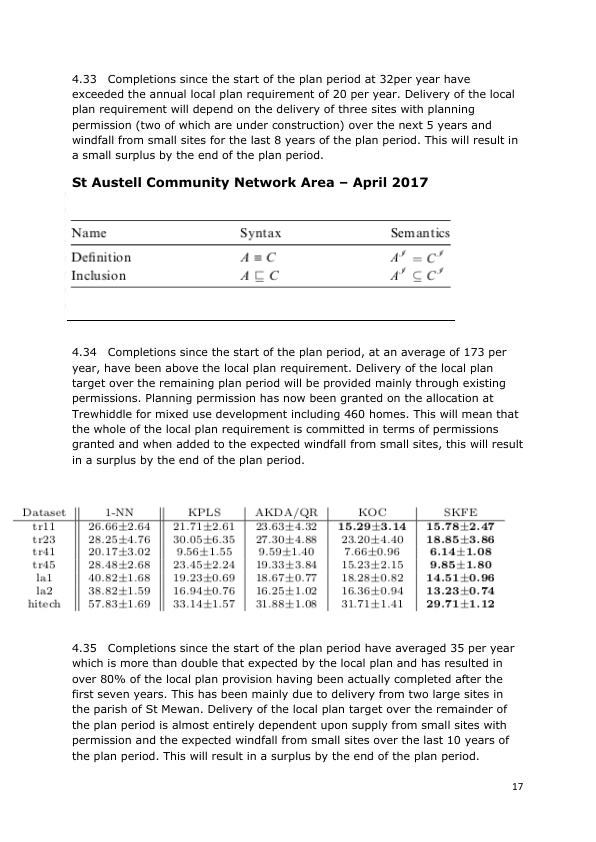 4.33 Completions since the start of the plan period at 32per year have
exceeded the annual local plan requirement of 20 per year. Delivery of the local
plan requirement will depend on the delivery of three sites with planning
permission (two of which are under construction) over the next 5 years and
windfall from small sites for the last 8 years of the plan period. This will result in
a small surplus by the end of the plan period.
St Austell Community Network Area – April 2017
Name Syntax Semantics
Definition A ≡ C A^ℐ = C^ℐ
Inclusion A ⊑ C A^ℐ ⊆ C^ℐ
4.34 Completions since the start of the plan period, at an average of 173 per
year, have been above the local plan requirement. Delivery of the local plan
target over the remaining plan period will be provided mainly through existing
permissions. Planning permission has now been granted on the allocation at
Trewhiddle for mixed use development including 460 homes. This will mean that
the whole of the local plan requirement is committed in terms of permissions
granted and when added to the expected windfall from small sites, this will result
in a surplus by the end of the plan period.
Dataset 1-NN KPLS AKDA/QR KOC SKFE
tr11 26.66±2.64 21.71±2.61 23.63±4.32 15.29±3.14 15.78±2.47
tr23 28.25±4.76 30.05±6.35 27.30±4.88 23.20±4.40 18.85±3.86
tr41 20.17±3.02 9.56±1.55 9.59±1.40 7.66±0.96 6.14±1.08
tr45 28.48±2.68 23.45±2.24 19.33±3.84 15.23±2.15 9.85±1.80
la1 40.82±1.68 19.23±0.69 18.67±0.77 18.28±0.82 14.51±0.96
la2 38.82±1.59 16.94±0.76 16.25±1.02 16.36±0.94 13.23±0.74
hitech 57.83±1.69 33.14±1.57 31.88±1.08 31.71±1.41 29.71±1.12
4.35 Completions since the start of the plan period have averaged 35 per year
which is more than double that expected by the local plan and has resulted in
over 80% of the local plan provision having been actually completed after the
first seven years. This has been mainly due to delivery from two large sites in
the parish of St Mewan. Delivery of the local plan target over the remainder of
the plan period is almost entirely dependent upon supply from small sites with
permission and the expected windfall from small sites over the last 10 years of
the plan period. This will result in a surplus by the end of the plan period.
17